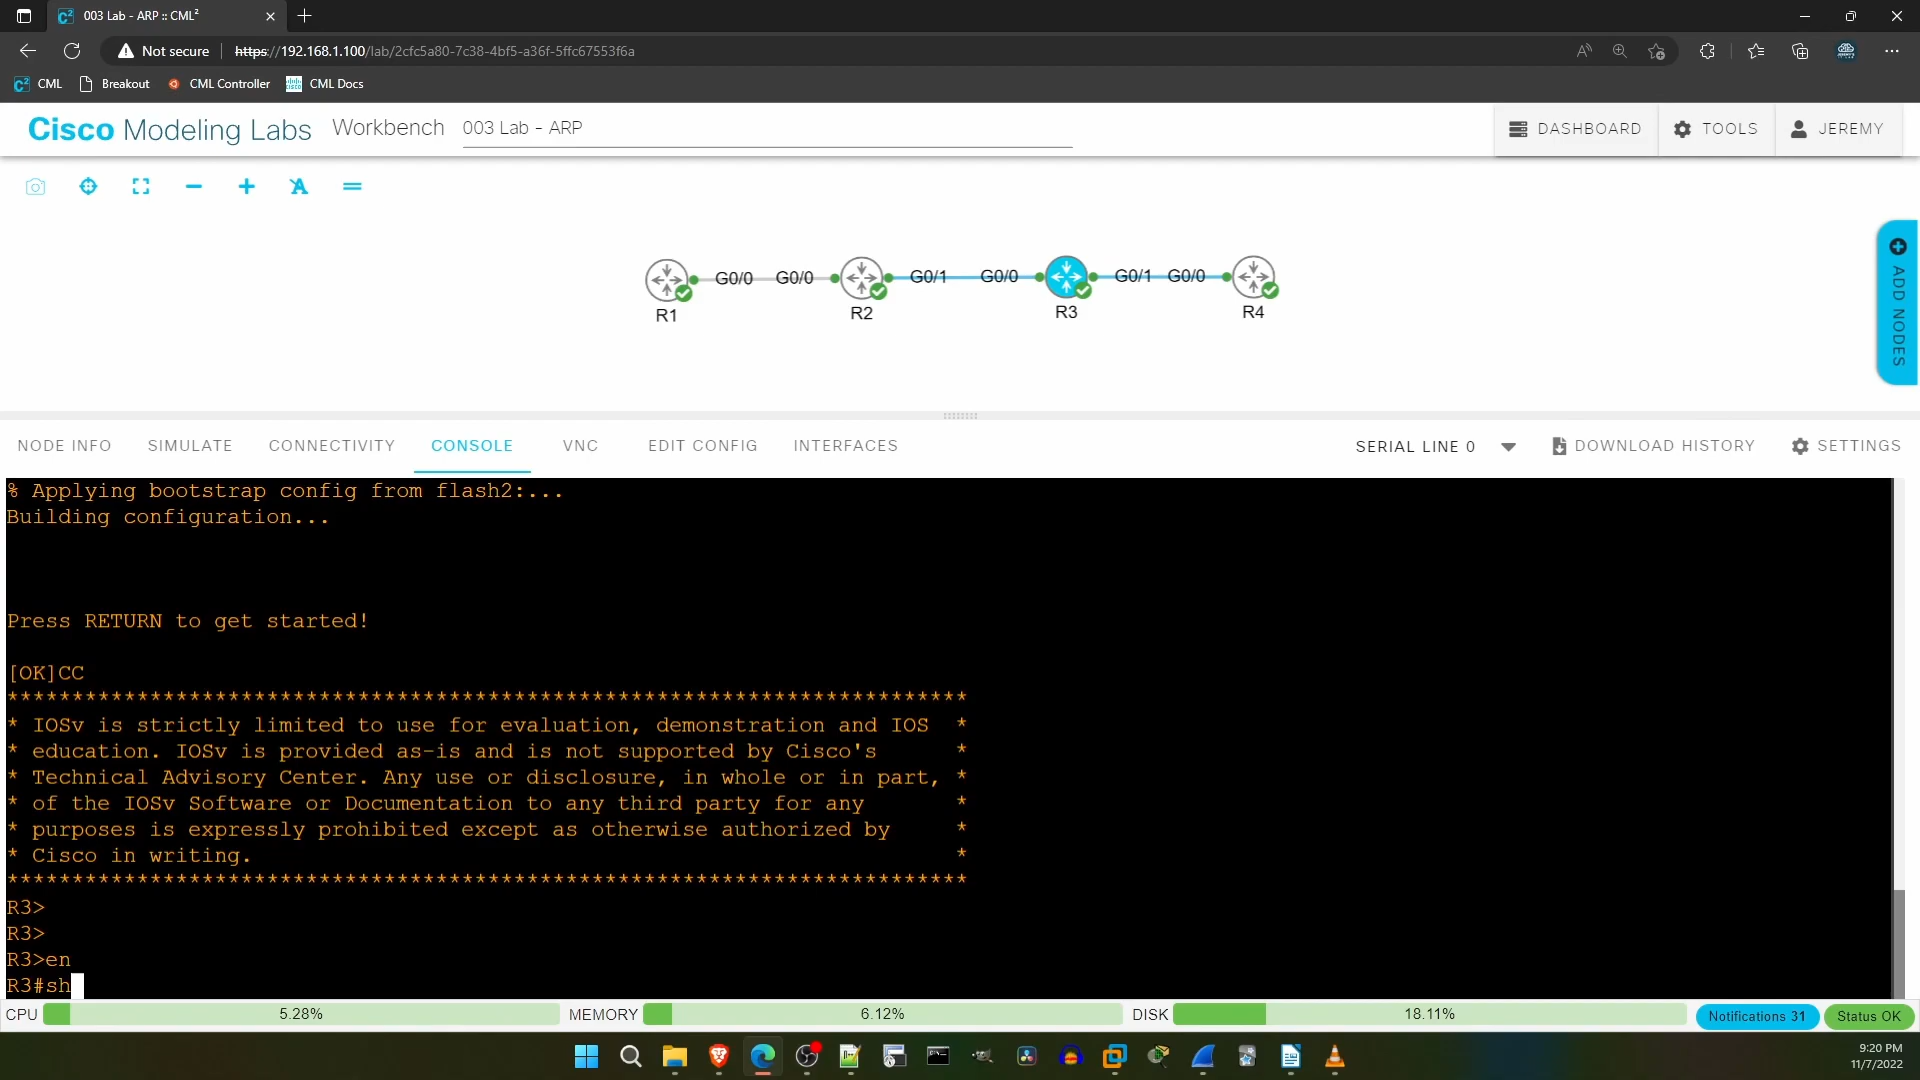 003 Lab - ARP :: CML²
Not secure
https://192.168.1.100/lab/2cfc5a80-7c38-4bf5-a36f-5ffc67553f6a
CML Breakout CML Controller CML Docs
Cisco Modeling Labs Workbench 003 Lab - ARP DASHBOARD TOOLS JEREMY
G0/0 G0/0 G0/1 G0/0 G0/1 G0/0
R1 R2 R3 R4
ADD NODES
NODE INFO SIMULATE CONNECTIVITY CONSOLE VNC EDIT CONFIG INTERFACES SERIAL LINE 0 DOWNLOAD HISTORY SETTINGS
% Applying bootstrap config from flash2:...
Building configuration...
Press RETURN to get started!
[OK]CC
**************************************************************************
* IOSv is strictly limited to use for evaluation, demonstration and IOS *
* education. IOSv is provided as-is and is not supported by Cisco's *
* Technical Advisory Center. Any use or disclosure, in whole or in part, *
* of the IOSv Software or Documentation to any third party for any *
* purposes is expressly prohibited except as otherwise authorized by *
* Cisco in writing. *
**************************************************************************
R3>
R3>
R3>en
R3#sh
CPU 5.28% MEMORY 6.12% DISK 18.11% Notifications 31 Status OK
9:20 PM
11/7/2022